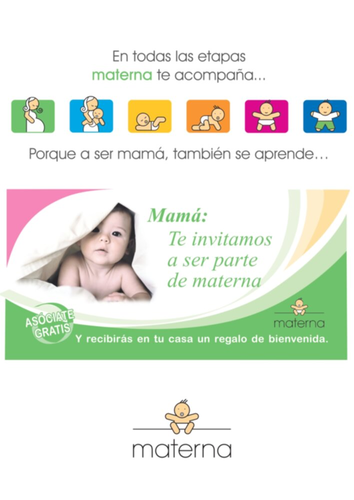 En todas las etapas
materna te acompaña...
Porque a ser mamá, también se aprende...
Mamá:
Te invitamos
a ser parte
de materna
ASÓCIATE
GRATIS
materna
Y recibirás en tu casa un regalo de bienvenida.
materna